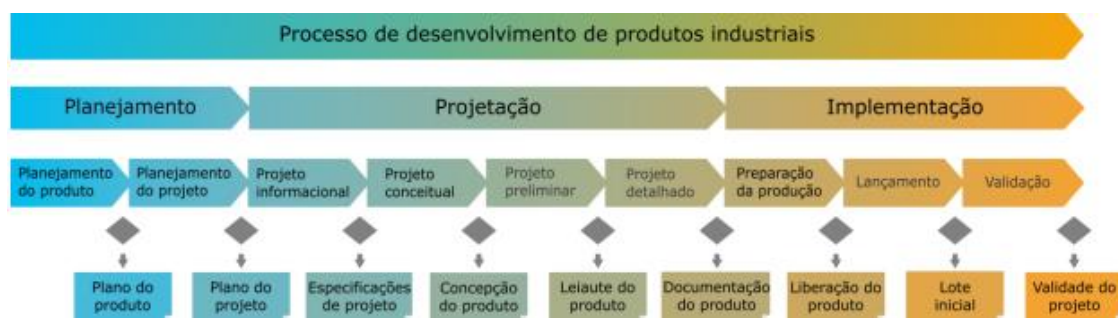 Processo de desenvolvimento de produtos industriais
Planejamento
Projetação
Implementação
Planejamento
do produto
Planejamento
do projeto
Projeto
informacional
Projeto
conceitual
Projeto
preliminar
Projeto
detalhado
Preparação
da produção
Lançamento
Validação
Plano do
produto
Plano do
projeto
Especificações
de projeto
Concepção
do produto
Leiaute do
produto
Documentação
do produto
Liberação do
produto
Lote
inicial
Validade do
projeto